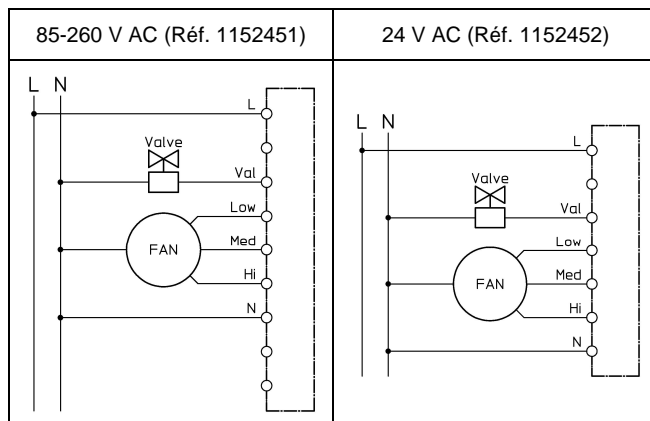 85-260 V AC (Réf. 1152451)
24 V AC (Réf. 1152452)
L N
L
Valve
Val
Low
FAN
Med
Hi
N
L N
L
Valve
Val
Low
FAN
Med
Hi
N